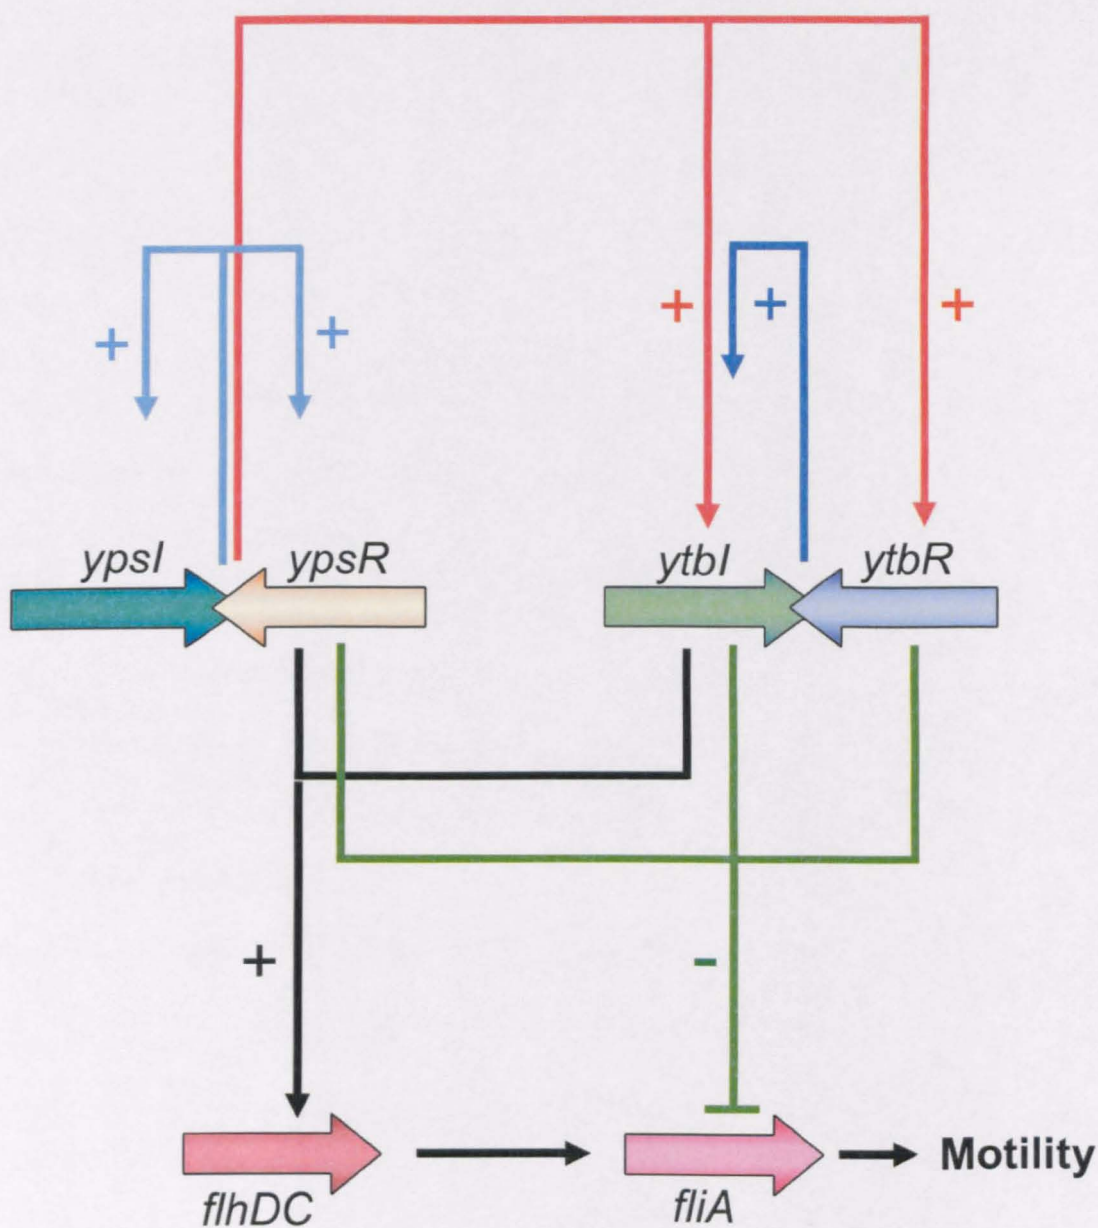 + + + + +
ypsI ypsR ytbI ytbR
+ -
Motility
flhDC fliA